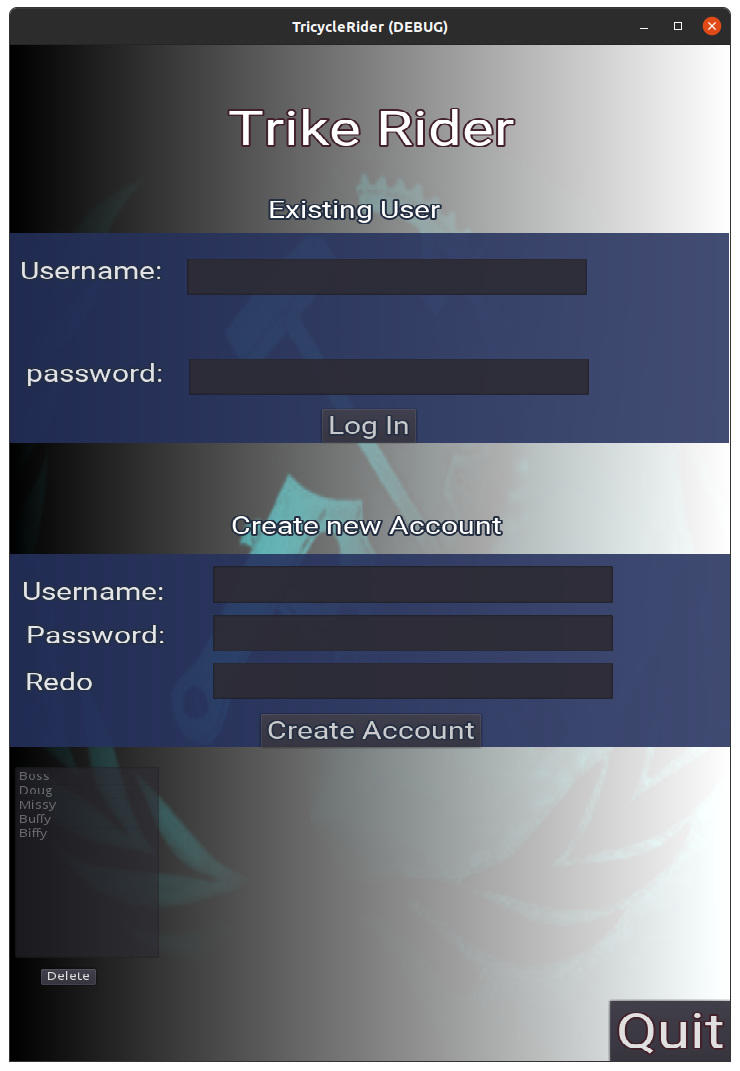 TricycleRider (DEBUG)
Trike Rider
Existing User
Username:
password:
Log In
Create new Account
Username:
Password:
Redo
Create Account
Boss
Doug
Missy
Buffy
Biffy
Delete
Quit